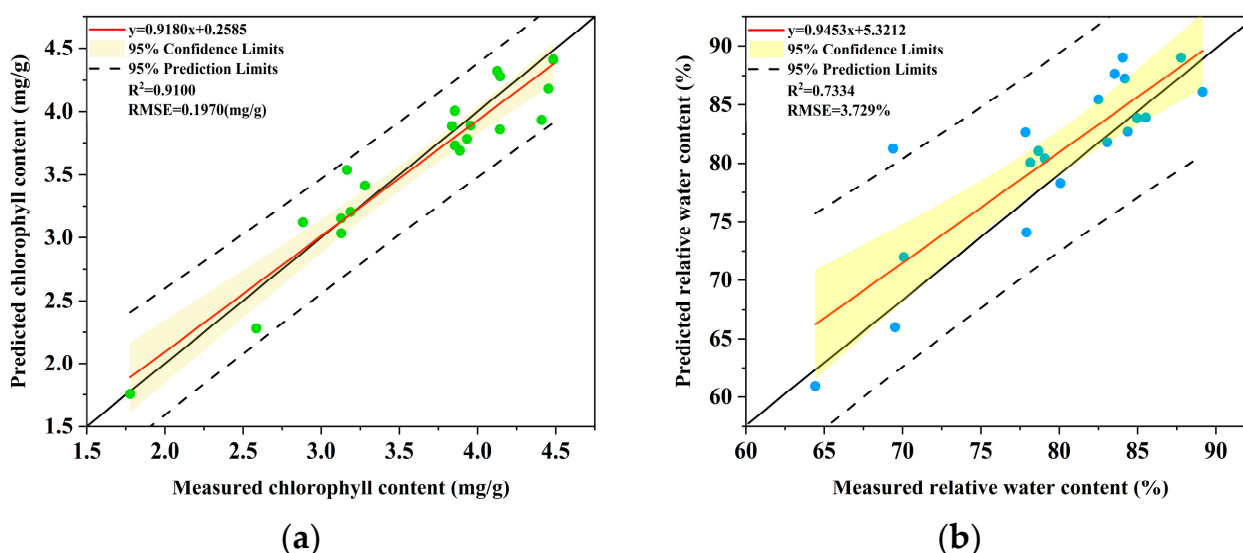 y=0.9180x+0.2585
95% Confidence Limits
95% Prediction Limits
R²=0.9100
RMSE=0.1970(mg/g)
Predicted chlorophyll content (mg/g)
4.5
4.0
3.5
3.0
2.5
2.0
1.5
1.5 2.0 2.5 3.0 3.5 4.0 4.5
Measured chlorophyll content (mg/g)
(a)
y=0.9453x+5.3212
95% Confidence Limits
95% Prediction Limits
R²=0.7334
RMSE=3.729%
Predicted relative water content (%)
90
85
80
75
70
65
60
60 65 70 75 80 85 90
Measured relative water content (%)
(b)